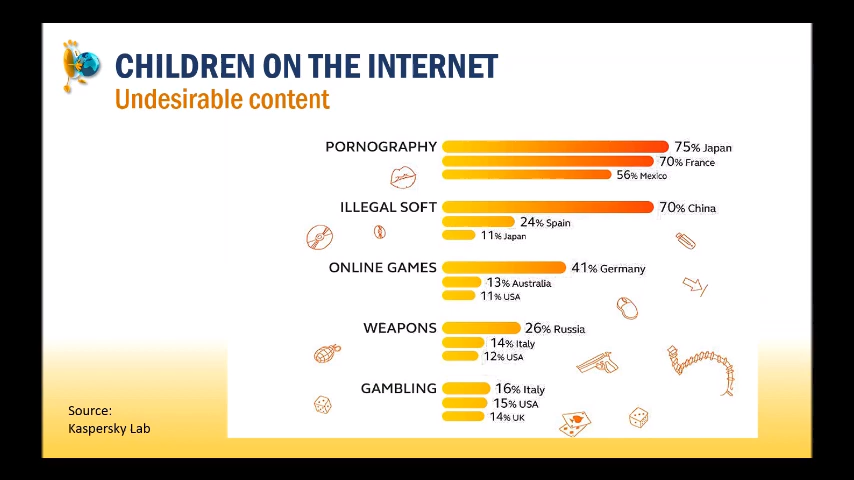 CHILDREN ON THE INTERNET
Undesirable content
PORNOGRAPHY
75% Japan
70% France
56% Mexico
ILLEGAL SOFT
70% China
24% Spain
11% Japan
ONLINE GAMES
41% Germany
13% Australia
11% USA
WEAPONS
26% Russia
14% Italy
12% USA
GAMBLING
16% Italy
15% USA
14% UK
Source:
Kaspersky Lab